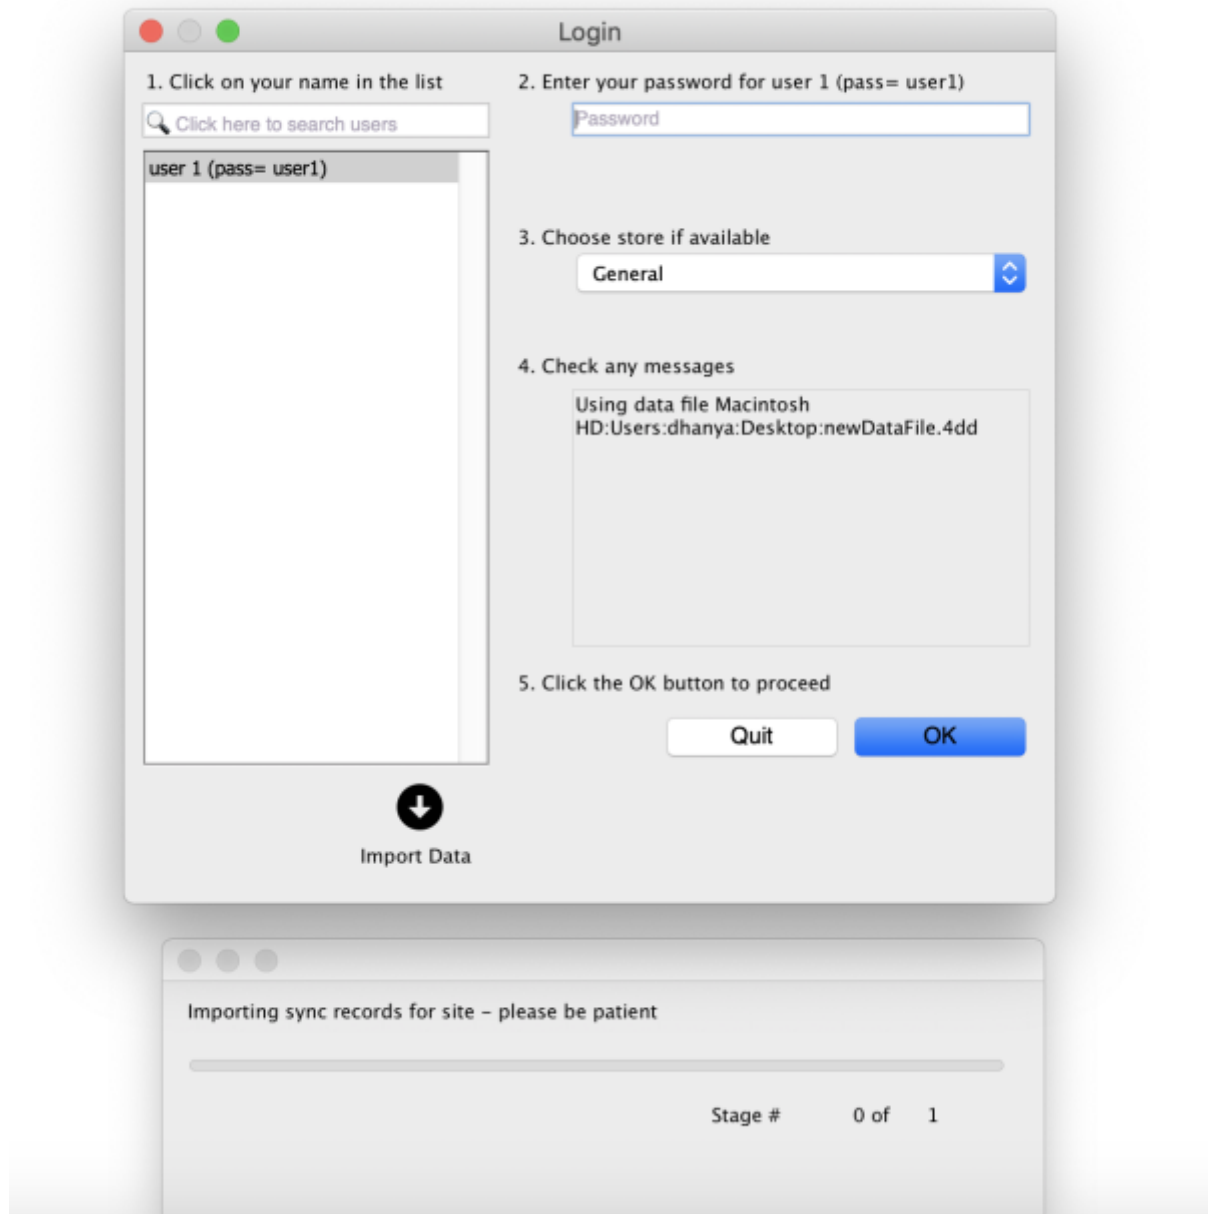 Login
1. Click on your name in the list
Click here to search users
user 1 (pass= user1)
Import Data
2. Enter your password for user 1 (pass= user1)
Password
3. Choose store if available
General
4. Check any messages
Using data file Macintosh
HD:Users:dhanya:Desktop:newDataFile.4dd
5. Click the OK button to proceed
Quit OK
Importing sync records for site – please be patient
Stage # 0 of 1